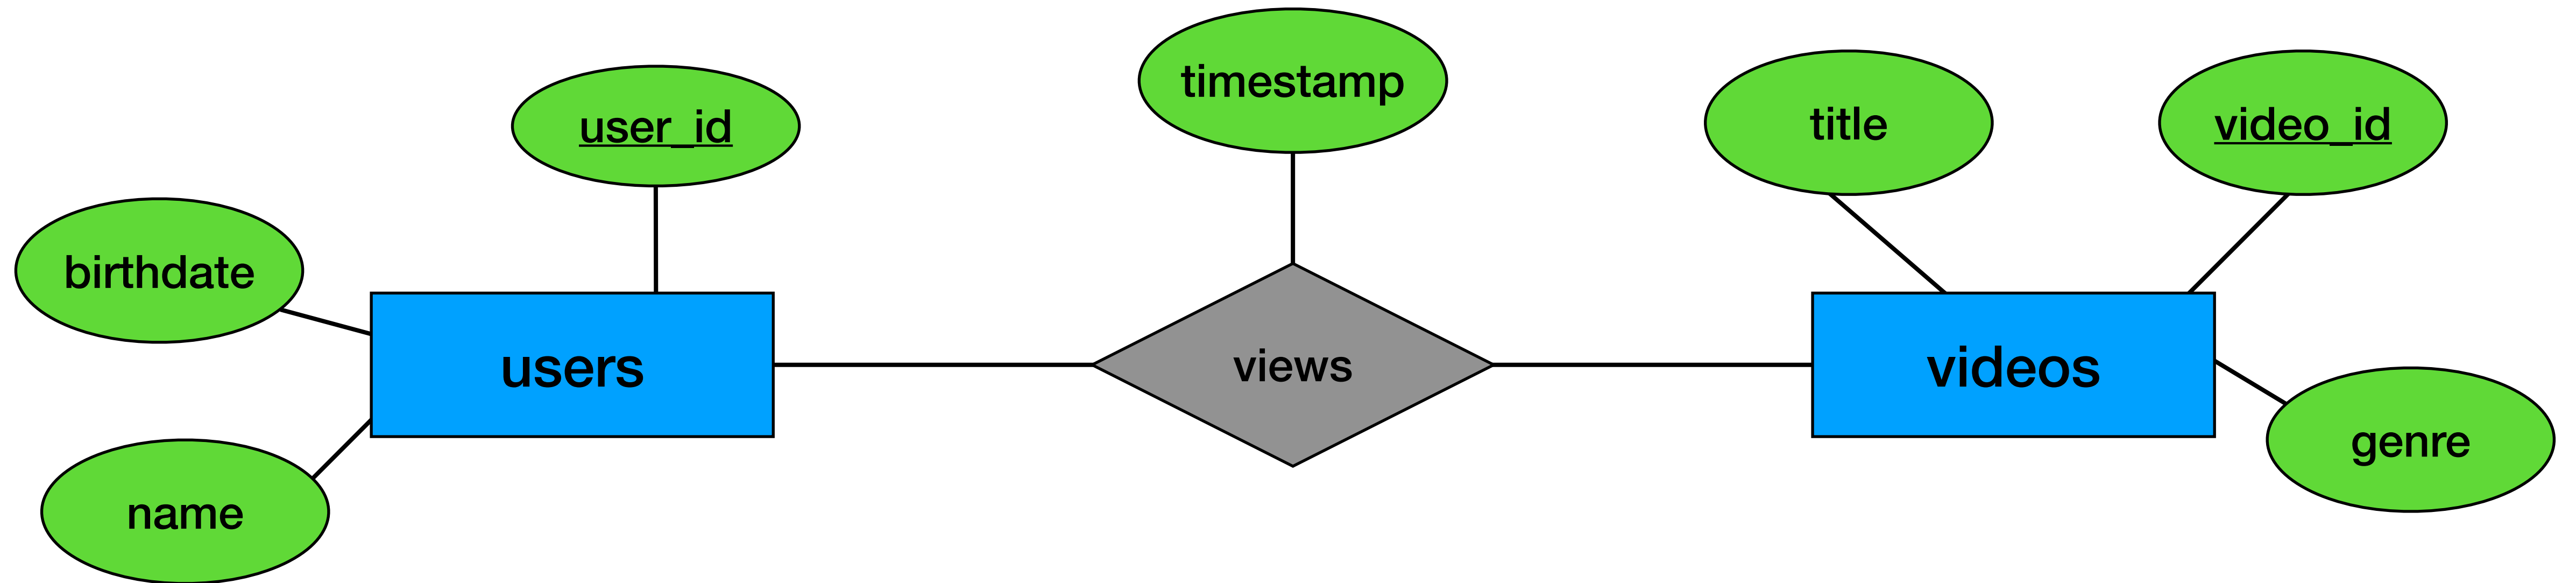 timestamp
title
video_id
user_id
birthdate
users
views
videos
genre
name